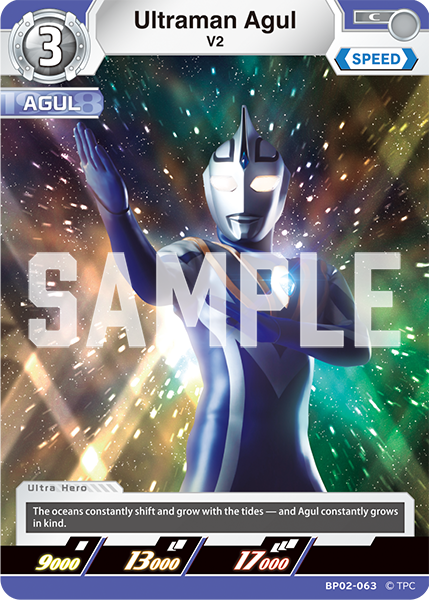 Ultraman Agul
V2
C
3
SPEED
AGUL
1998
SAMPLE
Ultra Hero
The oceans constantly shift and grow with the tides — and Agul constantly grows
in kind.
9000
13000
17000
BP02-063 © TPC